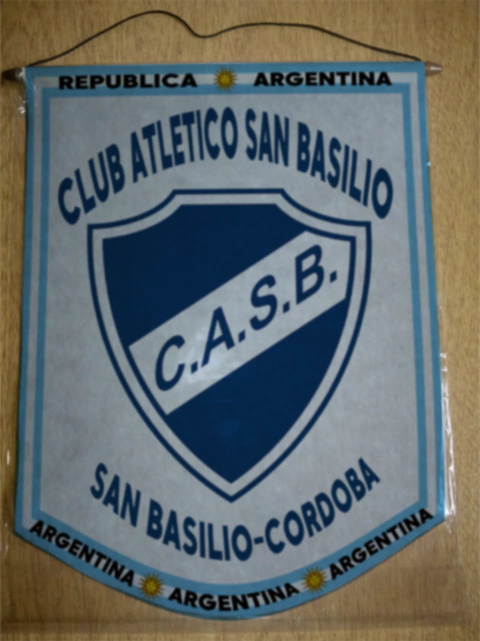 REPUBLICA ARGENTINA
CLUB ATLETICO SAN BASILIO
C.A.S.B.
SAN BASILIO-CORDOBA
ARGENTINA ARGENTINA ARGENTINA